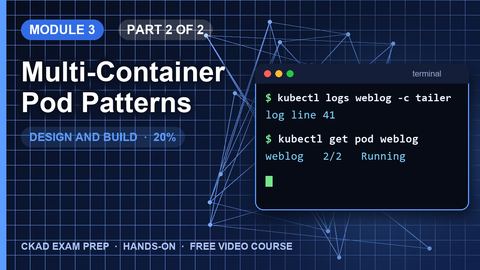 MODULE 3
PART 2 OF 2
Multi-Container
Pod Patterns
DESIGN AND BUILD · 20%
terminal
$ kubectl logs weblog -c tailer
log line 41
$ kubectl get pod weblog
weblog 2/2 Running
CKAD EXAM PREP · HANDS-ON · FREE VIDEO COURSE